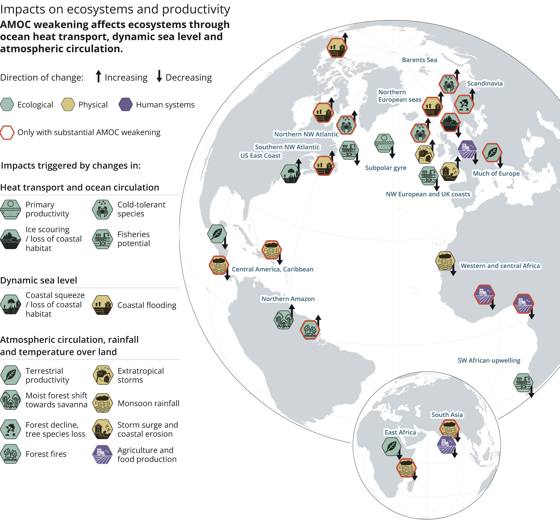 Impacts on ecosystems and productivity
AMOC weakening affects ecosystems through
ocean heat transport, dynamic sea level and
atmospheric circulation.
Direction of change: Increasing Decreasing
Ecological Physical Human systems
Only with substantial AMOC weakening
Impacts triggered by changes in:
Heat transport and ocean circulation
Primary
productivity
Cold-tolerant
species
Ice scouring
/ loss of coastal
habitat
Fisheries
potential
Dynamic sea level
Coastal squeeze
/ loss of coastal
habitat
Coastal flooding
Atmospheric circulation, rainfall
and temperature over land
Terrestrial
productivity
Extratropical
storms
Moist forest shift
towards savanna
Monsoon rainfall
Forest decline,
tree species loss
Storm surge and
coastal erosion
Forest fires
Agriculture and
food production
Barents Sea
Scandinavia
Northern
European seas
Northern NW Atlantic
Southern NW Atlantic
US East Coast
Subpolar gyre
Much of Europe
NW European and UK coasts
Central America, Caribbean
Western and central Africa
Northern Amazon
SW African upwelling
South Asia
East Africa